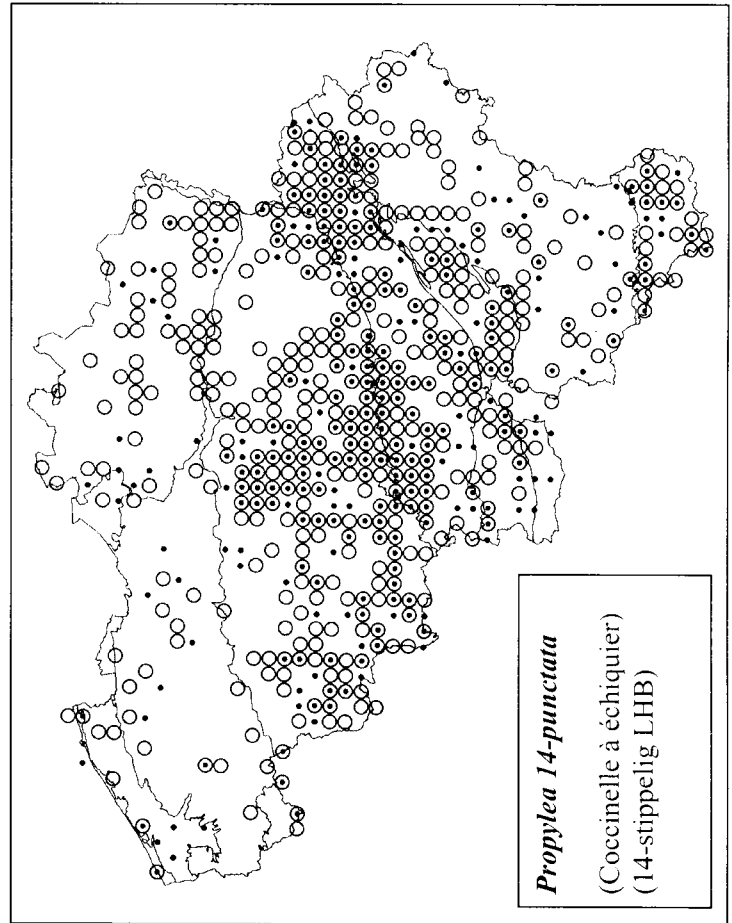 Propylea 14-punctata
(Coccinelle à échiquier)
(14-stippelig LHB)